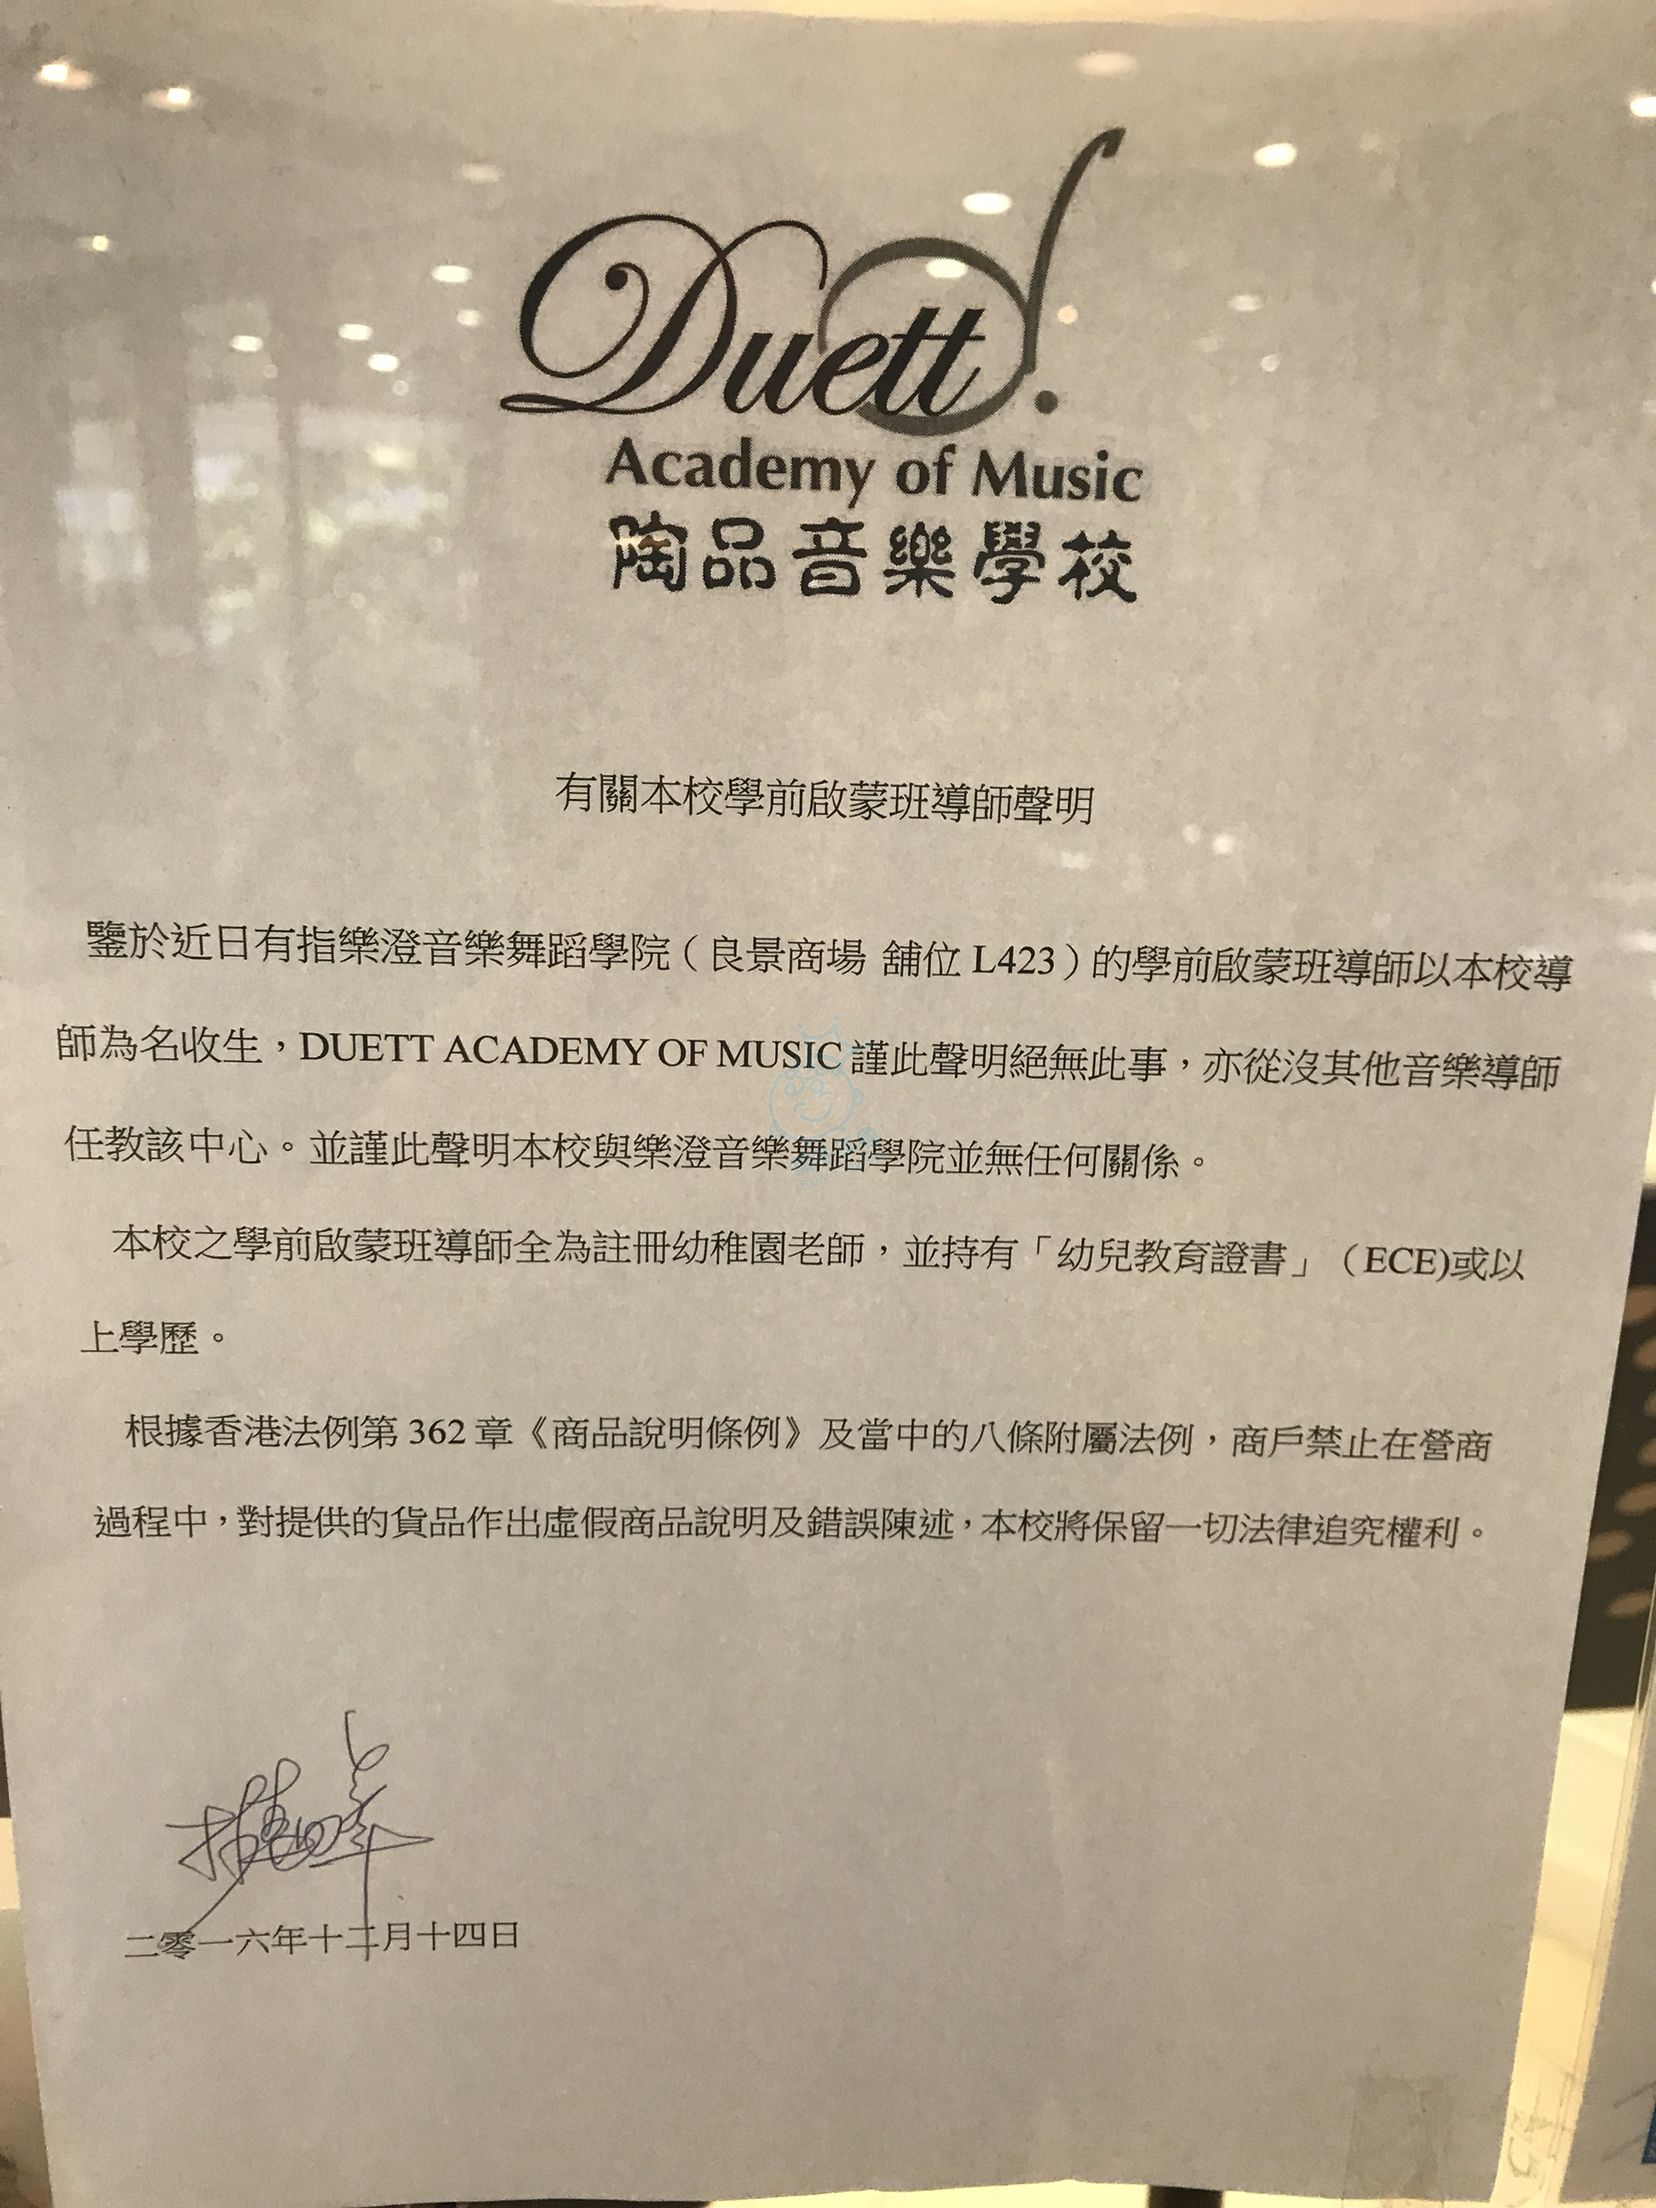 Duett
Academy of Music
陶品音樂學校
有關本校學前啟蒙班導師聲明
鑒於近日有指樂澄音樂舞蹈學院（良景商場 舖位 L423）的學前啟蒙班導師以本校導
師為名收生，DUETT ACADEMY OF MUSIC 謹此聲明絕無此事，亦從沒其他音樂導師
任教該中心。並謹此聲明本校與樂澄音樂舞蹈學院並無任何關係。
本校之學前啟蒙班導師全為註冊幼稚園老師，並持有「幼兒教育證書」（ECE)或以
上學歷。
根據香港法例第 362 章《商品說明條例》及當中的八條附屬法例，商戶禁止在營商
過程中，對提供的貨品作出虛假商品說明及錯誤陳述，本校將保留一切法律追究權利。
二零一六年十二月十四日